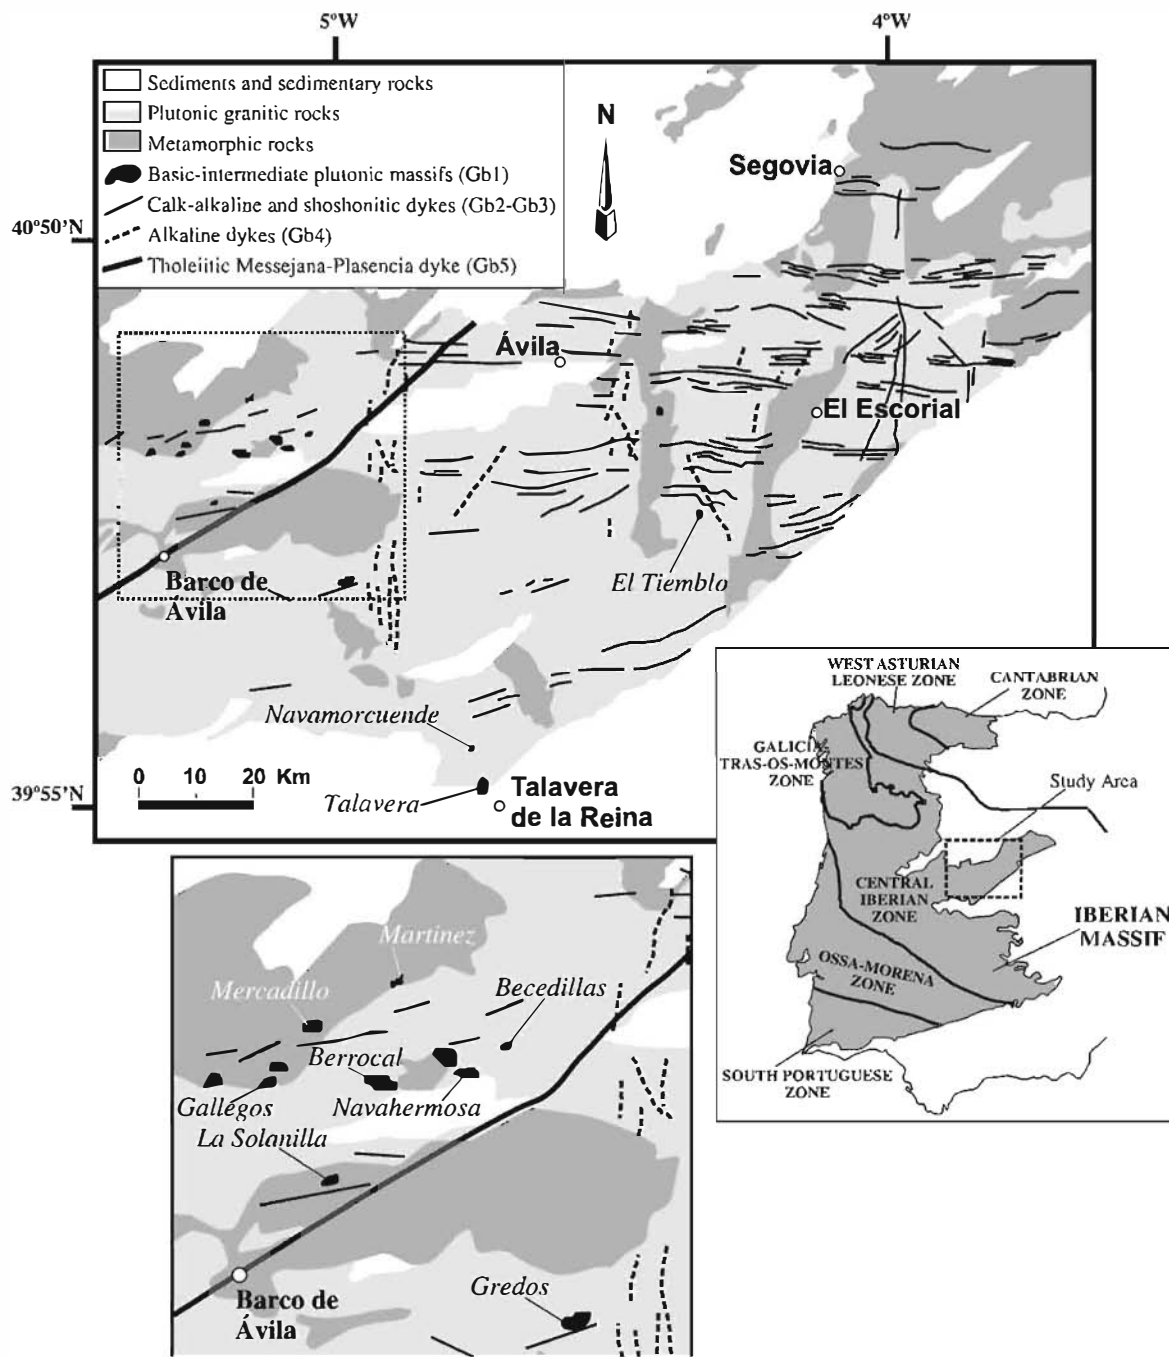 5°W
4°W
Sediments and sedimentary rocks
Plutonic granitic rocks
Metamorphic rocks
Basic-intermediate plutonic massifs (Gb1)
Calk-alkaline and shoshonitic dykes (Gb2-Gb3)
Alkaline dykes (Gb4)
Tholeiitic Messejana-Plasencia dyke (Gb5)
N
Segovia
40°50'N
Ávila
El Escorial
Barco de
Ávila
El Tiemblo
Navamorcuende
0 10 20 Km
Talavera
Talavera
de la Reina
39°55'N
WEST ASTURIAN
LEONESE ZONE
CANTABRIAN
ZONE
GALICIA-
TRAS-OS-MONTES
ZONE
Study Area
CENTRAL
IBERIAN
ZONE
IBERIAN
MASSIF
OSSA-MORENA
ZONE
SOUTH PORTUGUESE
ZONE
Martinez
Mercadillo
Becedillas
Berrocal
Gallegos
Navahermosa
La Solanilla
Barco de
Ávila
Gredos